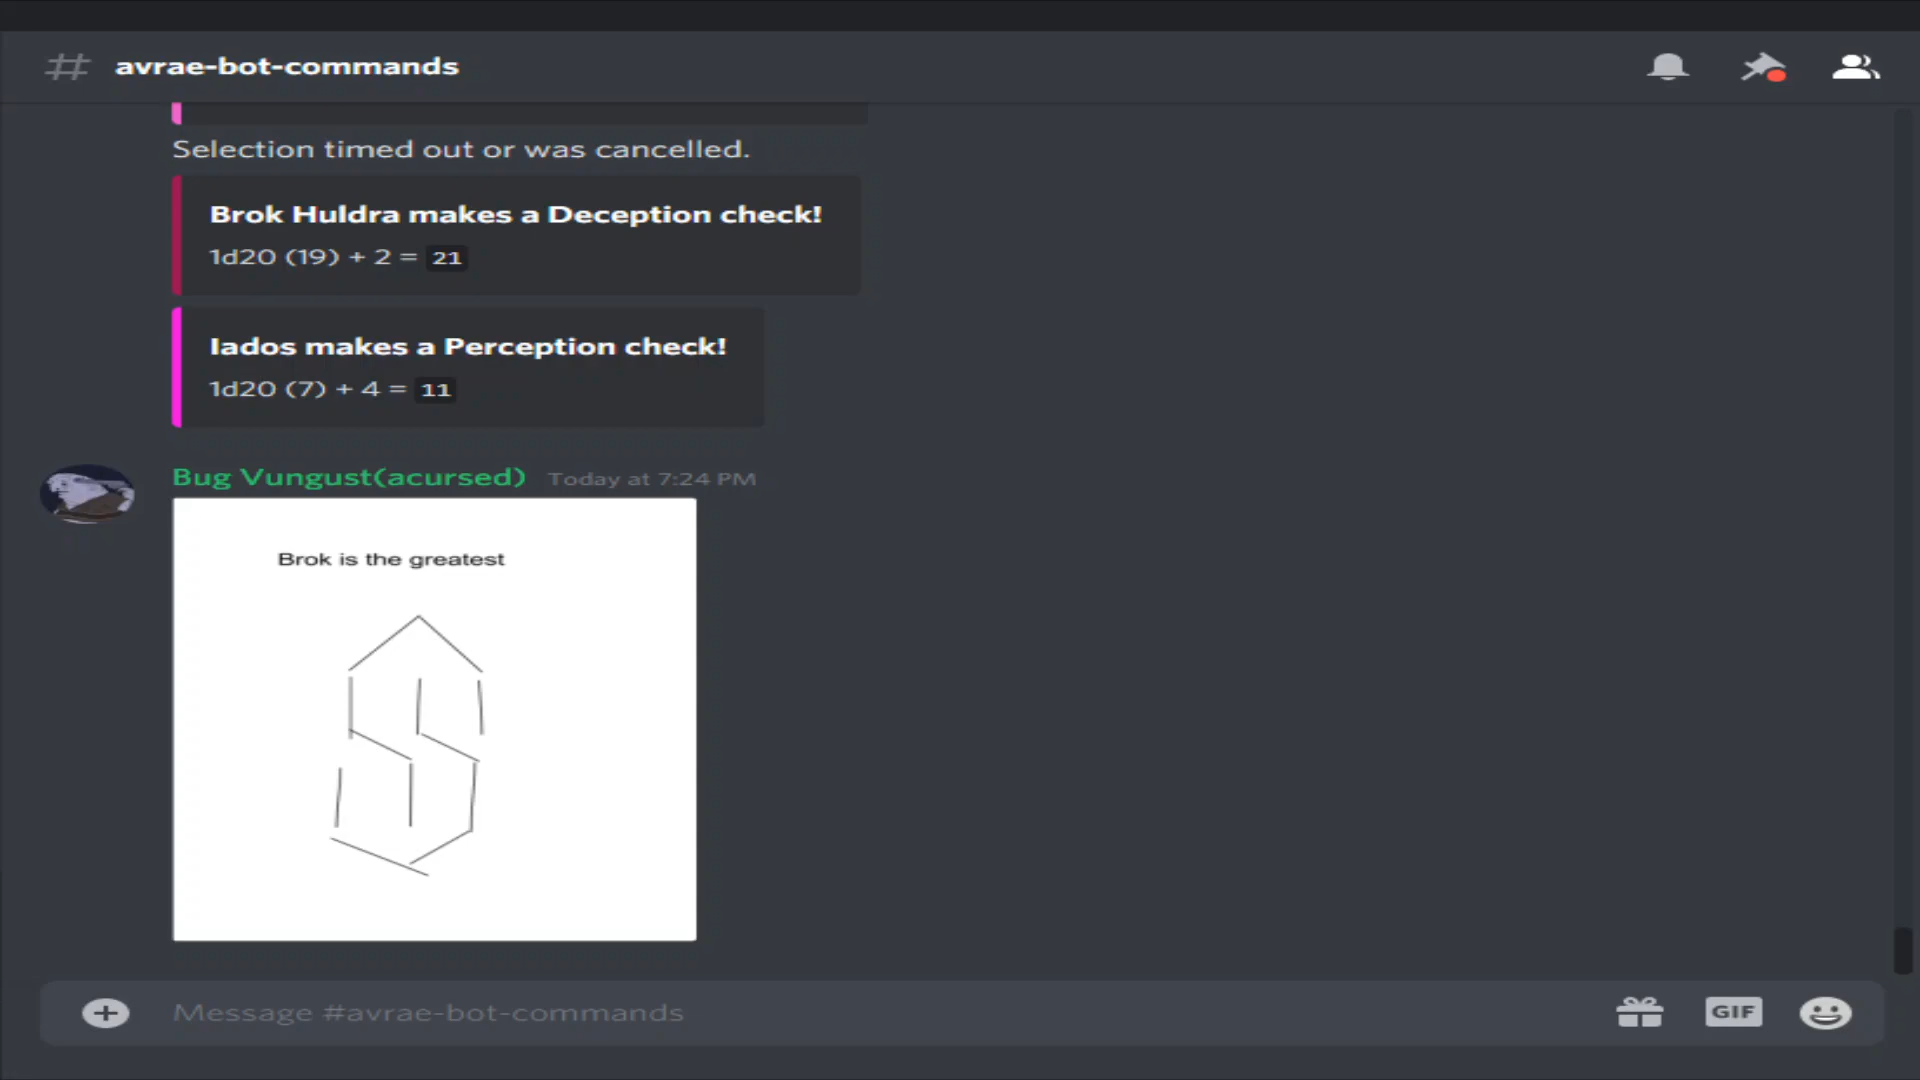 # avrae-bot-commands
Selection timed out or was cancelled.
Brok Huldra makes a Deception check!
1d20 (19) + 2 = 21
Iados makes a Perception check!
1d20 (7) + 4 = 11
Bug Vungust(acursed) Today at 7:24 PM
Brok is the greatest
Message #avrae-bot-commands
GIF